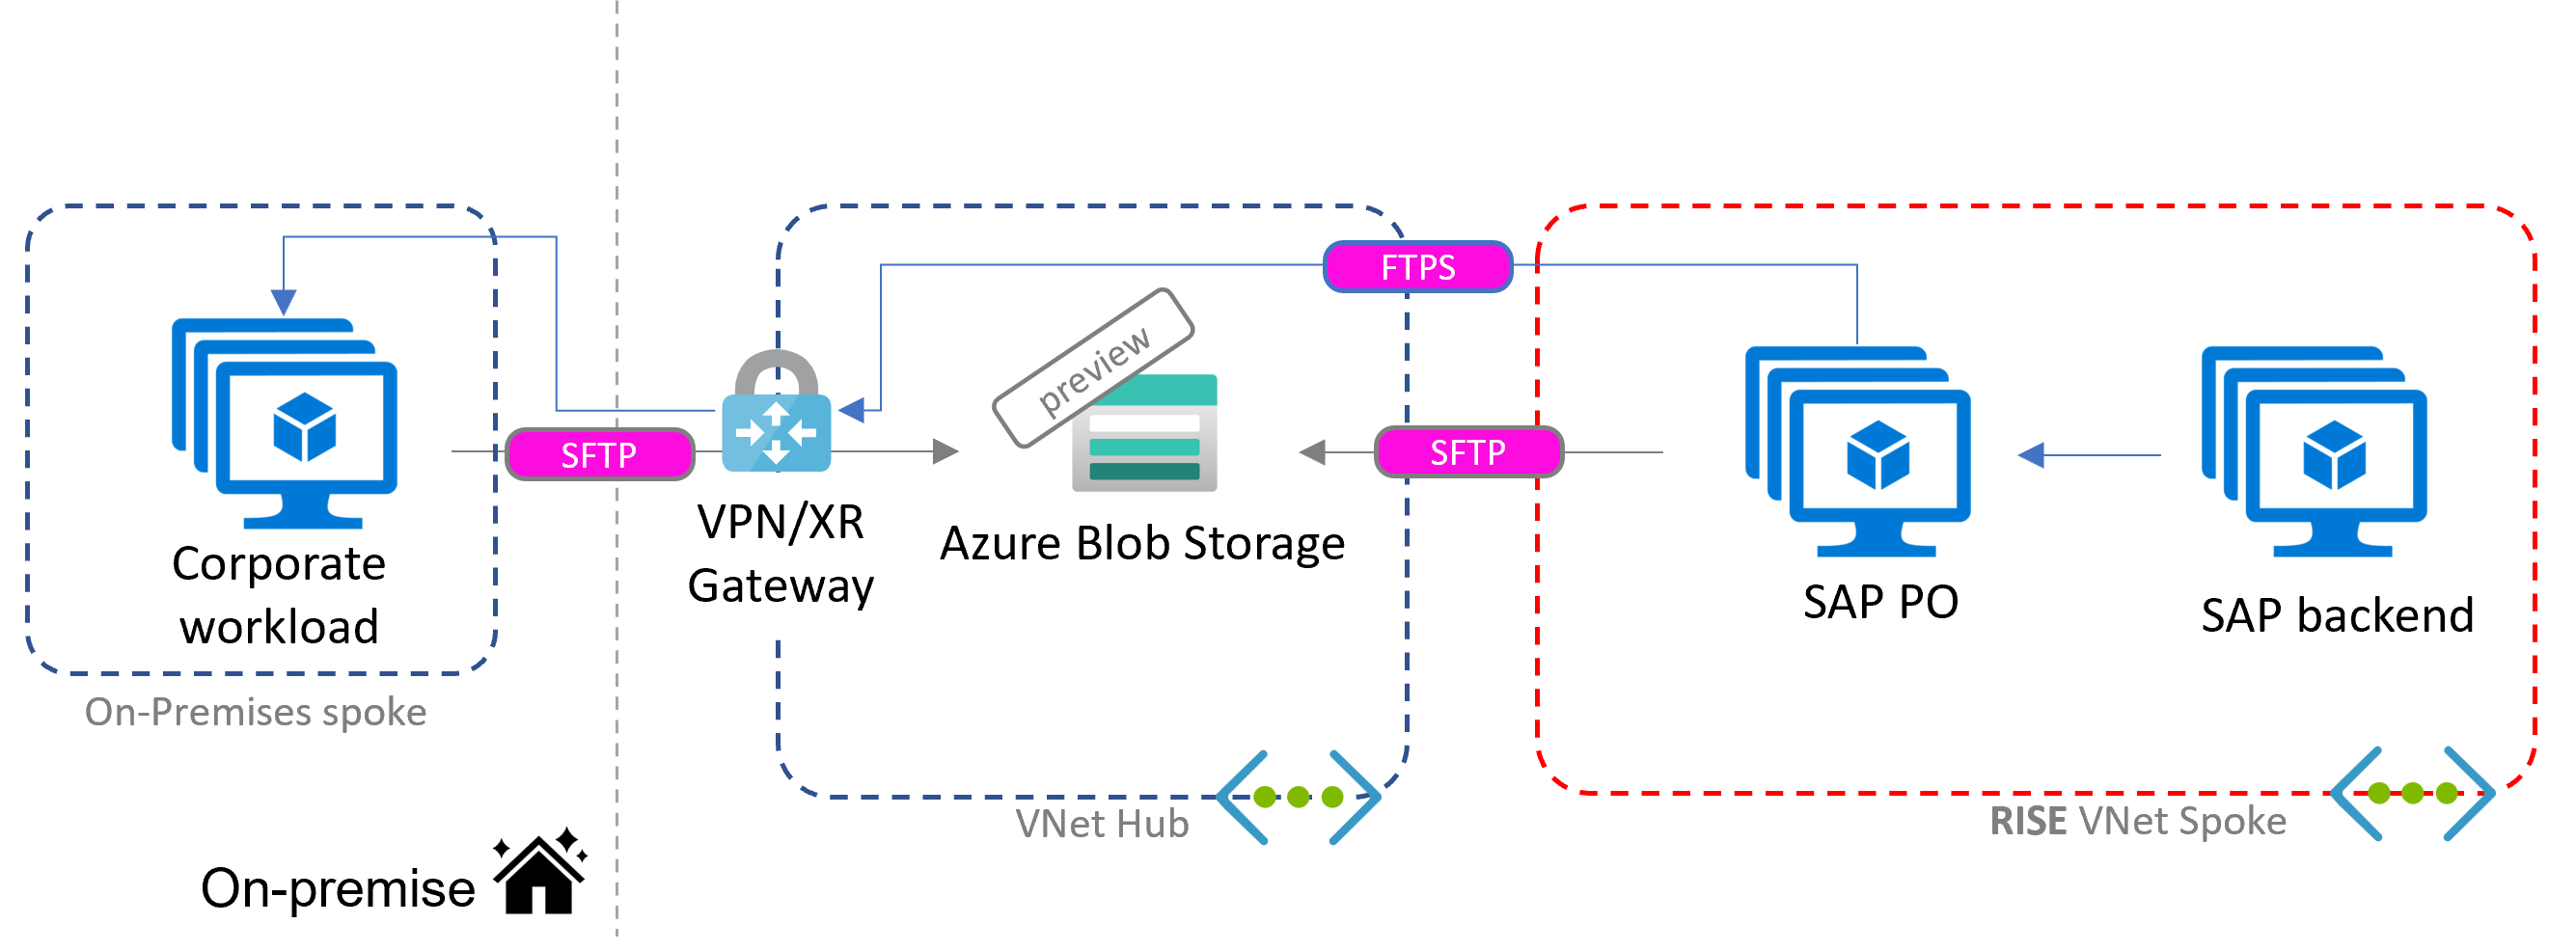 FTPS
preview
SFTP
SFTP
VPN/XR
Gateway
Azure Blob Storage
Corporate
workload
SAP PO
SAP backend
On-Premises spoke
VNet Hub
RISE VNet Spoke
On-premise